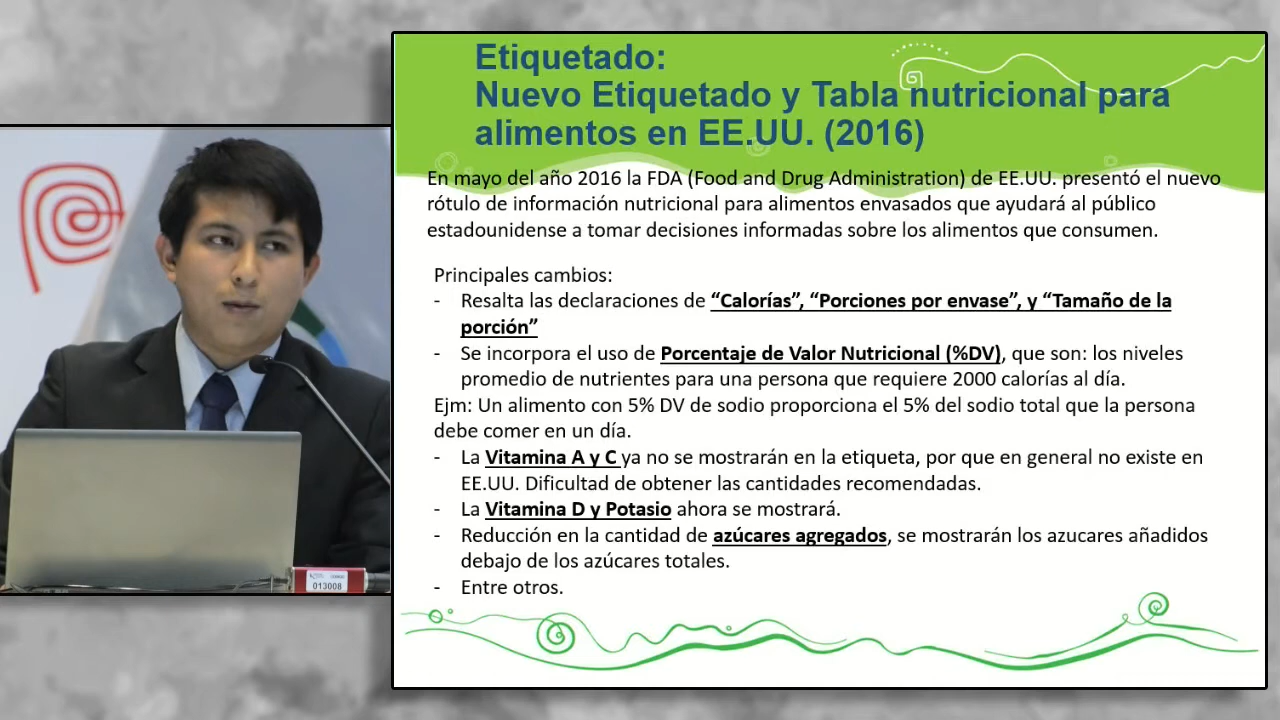 Etiquetado:
Nuevo Etiquetado y Tabla nutricional para
alimentos en EE.UU. (2016)
En mayo del año 2016 la FDA (Food and Drug Administration) de EE.UU. presentó el nuevo
rótulo de información nutricional para alimentos envasados que ayudará al público
estadounidense a tomar decisiones informadas sobre los alimentos que consumen.
Principales cambios:
- Resalta las declaraciones de “Calorías”, “Porciones por envase”, y “Tamaño de la
porción”
- Se incorpora el uso de Porcentaje de Valor Nutricional (%DV), que son: los niveles
promedio de nutrientes para una persona que requiere 2000 calorías al día.
Ejm: Un alimento con 5% DV de sodio proporciona el 5% del sodio total que la persona
debe comer en un día.
- La Vitamina A y C ya no se mostrarán en la etiqueta, por que en general no existe en
EE.UU. Dificultad de obtener las cantidades recomendadas.
- La Vitamina D y Potasio ahora se mostrará.
- Reducción en la cantidad de azúcares agregados, se mostrarán los azucares añadidos
debajo de los azúcares totales.
- Entre otros.
013008